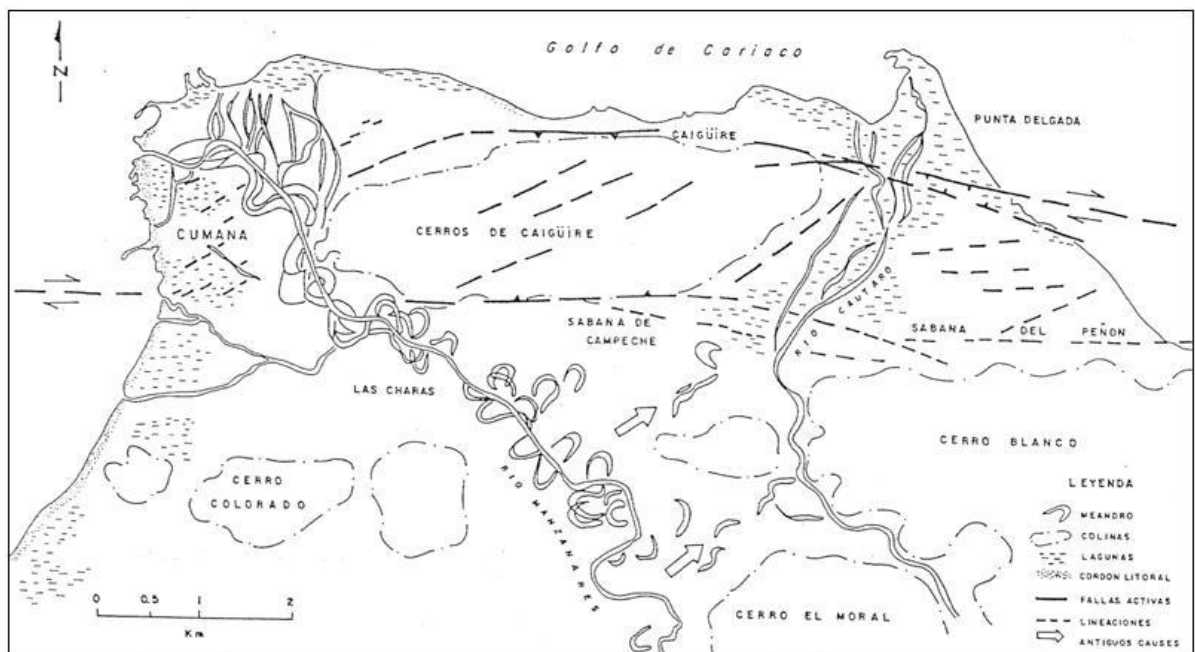 N
Golfo de Cariaco
PUNTA DELGADA
CAIGÜIRE
CUMANA
CERROS DE CAIGÜIRE
RIO CAUTARO
SABANA DE
CAMPECHE
SABANA DEL PEÑON
LAS CHARAS
CERRO BLANCO
CERRO
COLORADO
RIO MANZANARES
CERRO EL MORAL
0 0.5 1 2
Km
LEYENDA
MEANDRO
COLINAS
LAGUNAS
CORDON LITORAL
FALLAS ACTIVAS
LINEACIONES
ANTIGUOS CAUSES